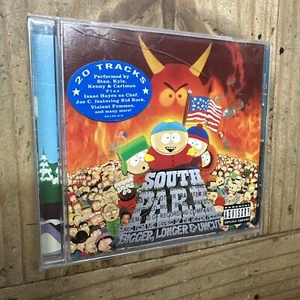 20 TRACKS
Performed by
Stan, Kyle,
Kenny & Cartman
Plus
Isaac Hayes as Chef,
Joe C. featuring Kid Rock,
Violent Femmes,
and many more!
SOUTH
PARK
BIGGER, LONGER & UNCUT
PARENTAL
ADVISORY
EXPLICIT CONTENT